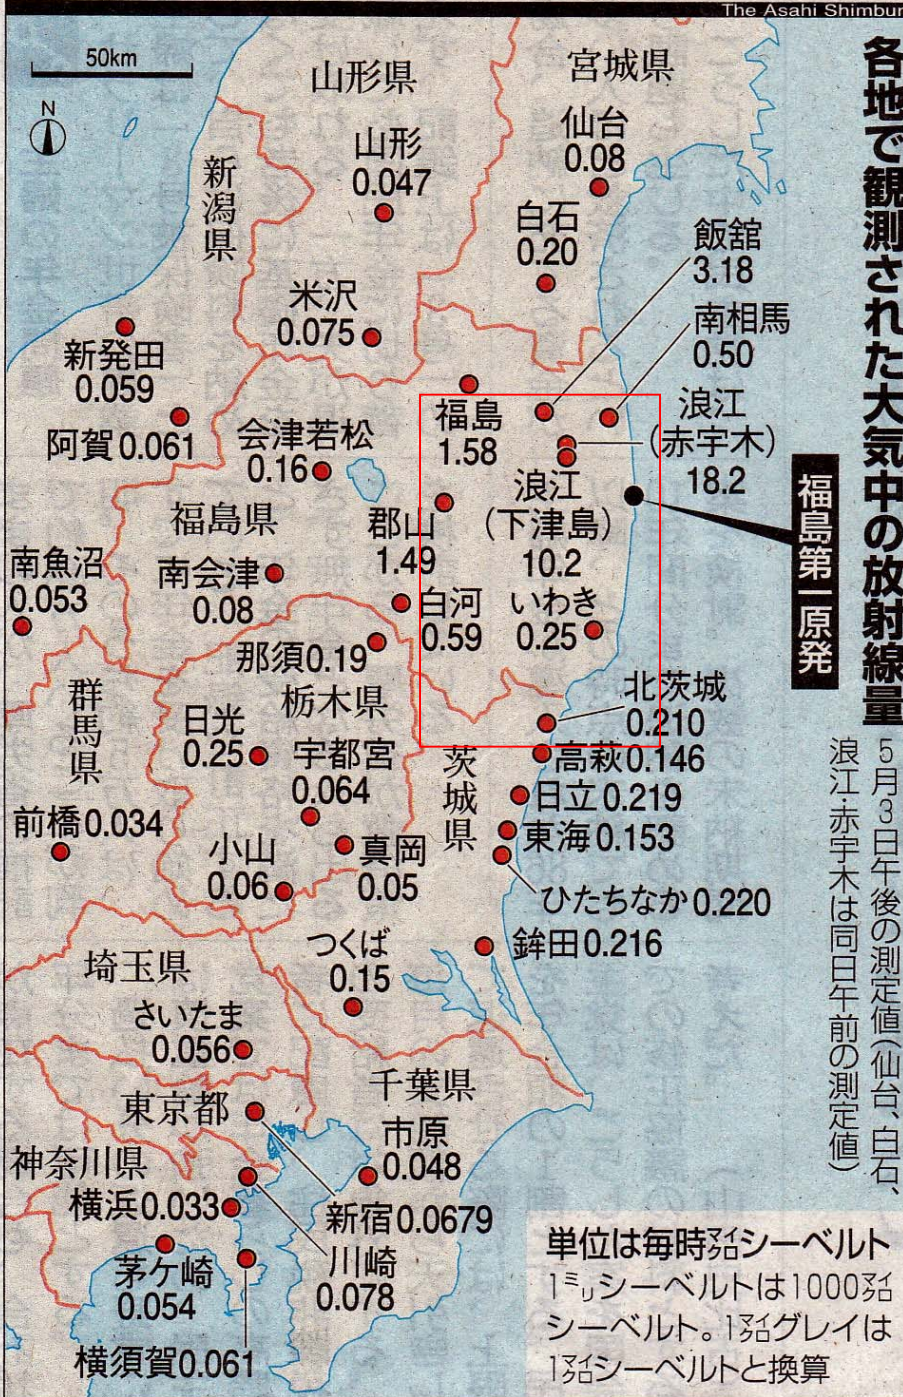 The Asahi Shimbun
各地で観測された大気中の放射線量
5月3日午後の測定値(仙台、白石、
浪江・赤宇木は同日午前の測定値)
50km
N
山形県
宮城県
新潟県
山形
0.047
仙台
0.08
白石
0.20
飯舘
3.18
米沢
0.075
南相馬
0.50
新発田
0.059
阿賀0.061
会津若松
0.16
福島
1.58
浪江
(赤宇木)
18.2
福島第一原発
福島県
郡山
1.49
浪江
(下津島)
10.2
南魚沼
0.053
南会津
0.08
白河
0.59
いわき
0.25
那須0.19
群馬県
栃木県
日光
0.25
宇都宮
0.064
北茨城
0.210
茨城県
高萩0.146
日立0.219
東海0.153
前橋0.034
小山
0.06
真岡
0.05
ひたちなか0.220
鉾田0.216
つくば
0.15
埼玉県
さいたま
0.056
千葉県
東京都
市原
0.048
神奈川県
横浜0.033
新宿0.0679
茅ケ崎
0.054
川崎
0.078
横須賀0.061
単位は毎時マイクロシーベルト
1ミリシーベルトは1000マイクロ
シーベルト。1マイクログレイは
1マイクロシーベルトと換算